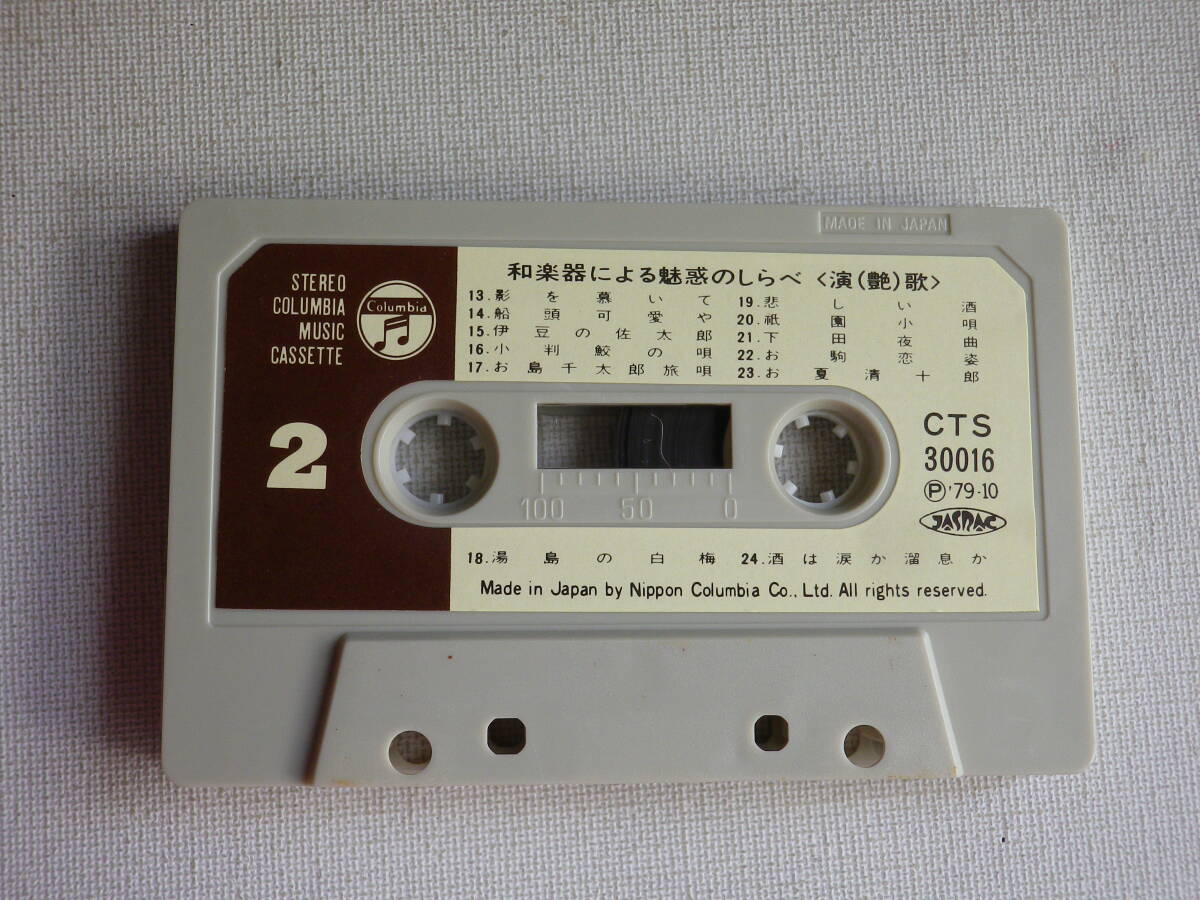 MADE IN JAPAN
STEREO
COLUMBIA
MUSIC
CASSETTE
Columbia
2
和楽器による魅惑のしらべ〈演(艶)歌〉
13.影を慕いて
14.船頭可愛や
15.伊豆の佐太郎
16.小判鮫の唄
17.お島千太郎旅唄
19.悲しい酒
20.祇園小唄
21.下田夜曲
22.お駒恋姿
23.お夏清十郎
CTS
30016
Ⓟ'79-10
JASRAC
100 50 0
18.湯島の白梅
24.酒は涙か溜息か
Made in Japan by Nippon Columbia Co., Ltd. All rights reserved.